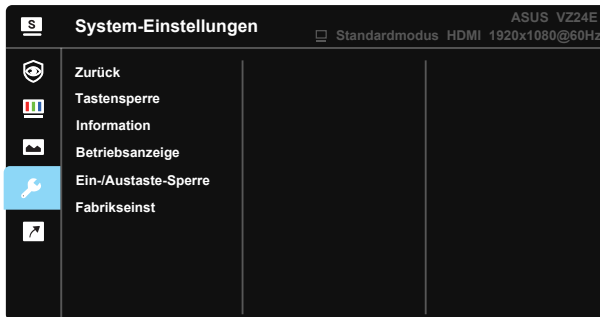 S
System-Einstellungen
ASUS VZ24E
Standardmodus HDMI 1920x1080@60Hz
Zurück
Tastensperre
Information
Betriebsanzeige
Ein-/Austaste-Sperre
Fabrikseinst